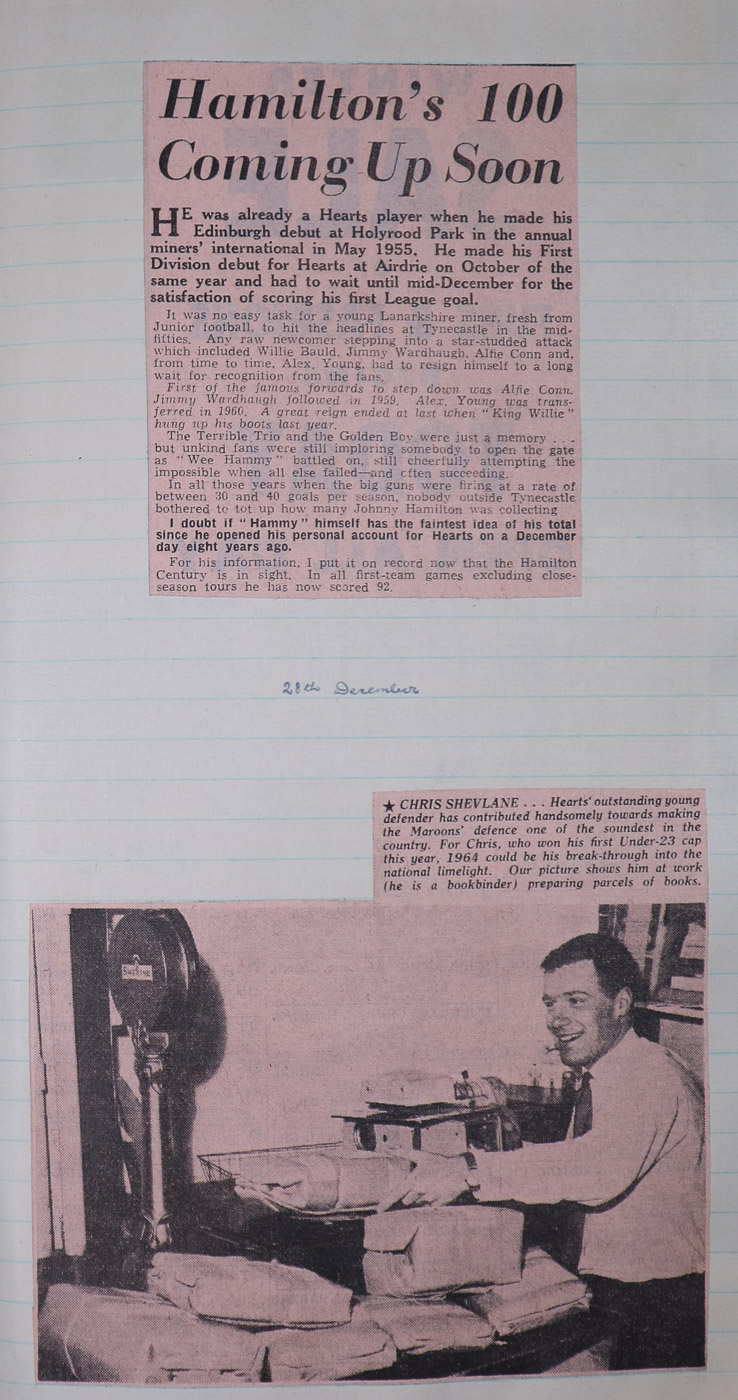 Hamilton's 100
Coming Up Soon
HE was already a Hearts player when he made his
Edinburgh debut at Holyrood Park in the annual
miners' international in May 1955. He made his First
Division debut for Hearts at Airdrie on October of the
same year and had to wait until mid-December for the
satisfaction of scoring his first League goal.
It was no easy task for a young Lanarkshire miner, fresh from
Junior football, to hit the headlines at Tynecastle in the mid-
fifties. Any raw newcomer stepping into a star-studded attack
which included Willie Bauld, Jimmy Wardhaugh, Alfie Conn and,
from time to time, Alex. Young, had to resign himself to a long
wait for recognition from the fans.
First of the famous forwards to step down was Alfie Conn.
Jimmy Wardhaugh followed in 1959. Alex. Young was trans-
ferred in 1960. A great reign ended at last when "King Willie"
hung up his boots last year.
The Terrible Trio and the Golden Boy were just a memory . . .
but unkind fans were still imploring somebody to open the gate
as "Wee Hammy" battled on, still cheerfully attempting the
impossible when all else failed—and often succeeding.
In all those years when the big guns were firing at a rate of
between 30 and 40 goals per season, nobody outside Tynecastle
bothered to tot up how many Johnny Hamilton was collecting
I doubt if "Hammy" himself has the faintest idea of his total
since he opened his personal account for Hearts on a December
day eight years ago.
For his information, I put it on record now that the Hamilton
Century is in sight. In all first-team games excluding close-
season tours he has now scored 92.
28th December
★ CHRIS SHEVLANE . . . Hearts' outstanding young
defender has contributed handsomely towards making
the Maroons' defence one of the soundest in the
country. For Chris, who won his first Under-23 cap
this year, 1964 could be his break-through into the
national limelight. Our picture shows him at work
(he is a bookbinder) preparing parcels of books.